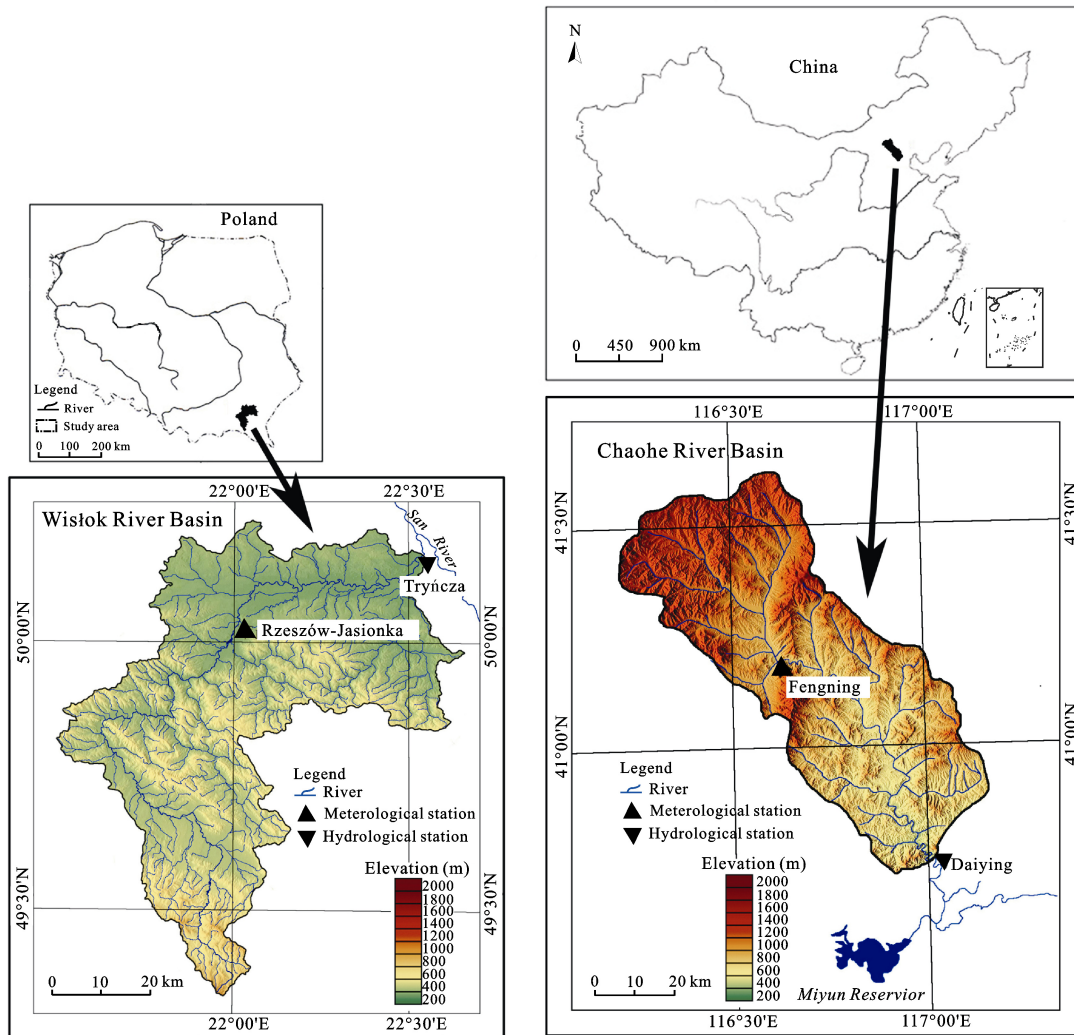 N
China
0 450 900 km
Poland
Legend
River
Study area
0 100 200 km
22°00'E
22°30'E
Wisłok River Basin
San River
Tryńcza
Rzeszów-Jasionka
50°00'N
50°00'N
Legend
River
Meterological station
Hydrological station
Elevation (m)
2000
1800
1600
1400
1200
1000
800
600
400
200
49°30'N
49°30'N
0 10 20 km
22°00'E
22°30'E
116°30'E
117°00'E
Chaohe River Basin
41°30'N
41°30'N
Fengning
41°00'N
41°00'N
Legend
River
Meterological station
Hydrological station
Daiying
Elevation (m)
2000
1800
1600
1400
1200
1000
800
600
400
200
0 10 20 km
Miyun Reservior
116°30'E
117°00'E